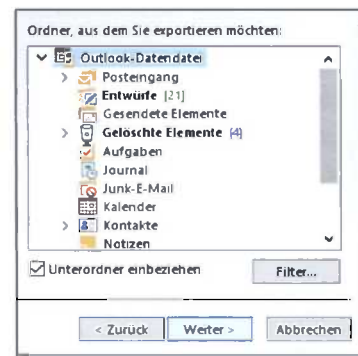 Ordner, aus dem Sie exportieren möchten:
Outlook-Datendatei
Posteingang
Entwürfe [21]
Gesendete Elemente
Gelöschte Elemente (4)
Aufgaben
Journal
Junk-E-Mail
Kalender
Kontakte
Notizen
Unterordner einbeziehen Filter...
< Zurück Weiter > Abbrechen